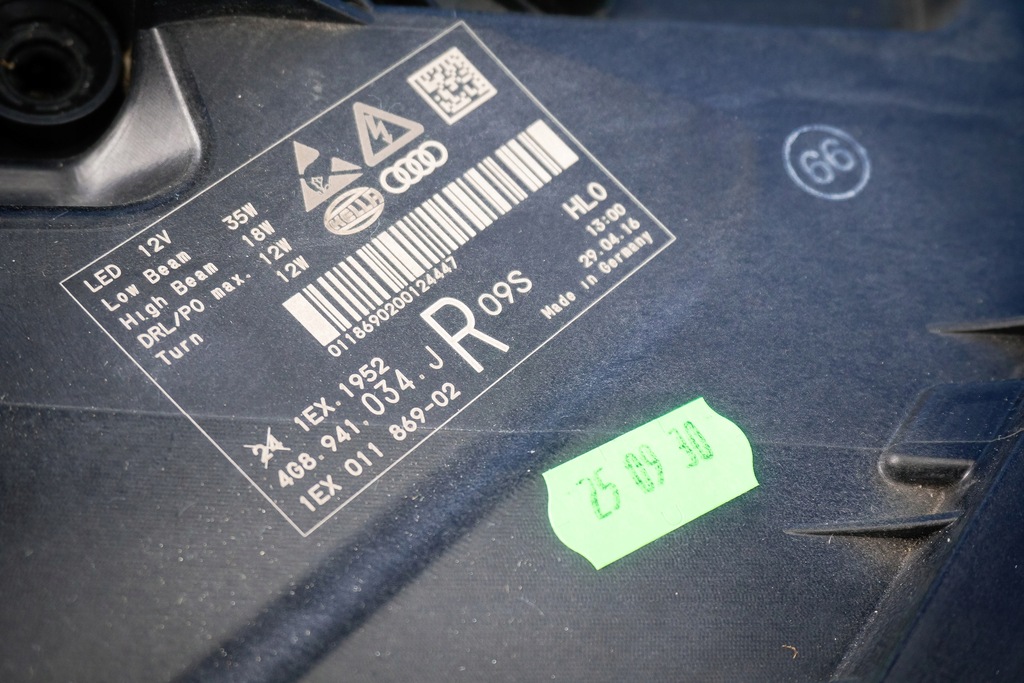 LED 12V
Low Beam 35W
High Beam 18W
DRL/PO max. 12W
Turn 12W
HELLA
0118690200124447
HL0
13:00
29.04.16
Made in Germany
24 1EX.1952
4G8.941.034.J
1EX 011 869-02
R 09S
66
25 09 30